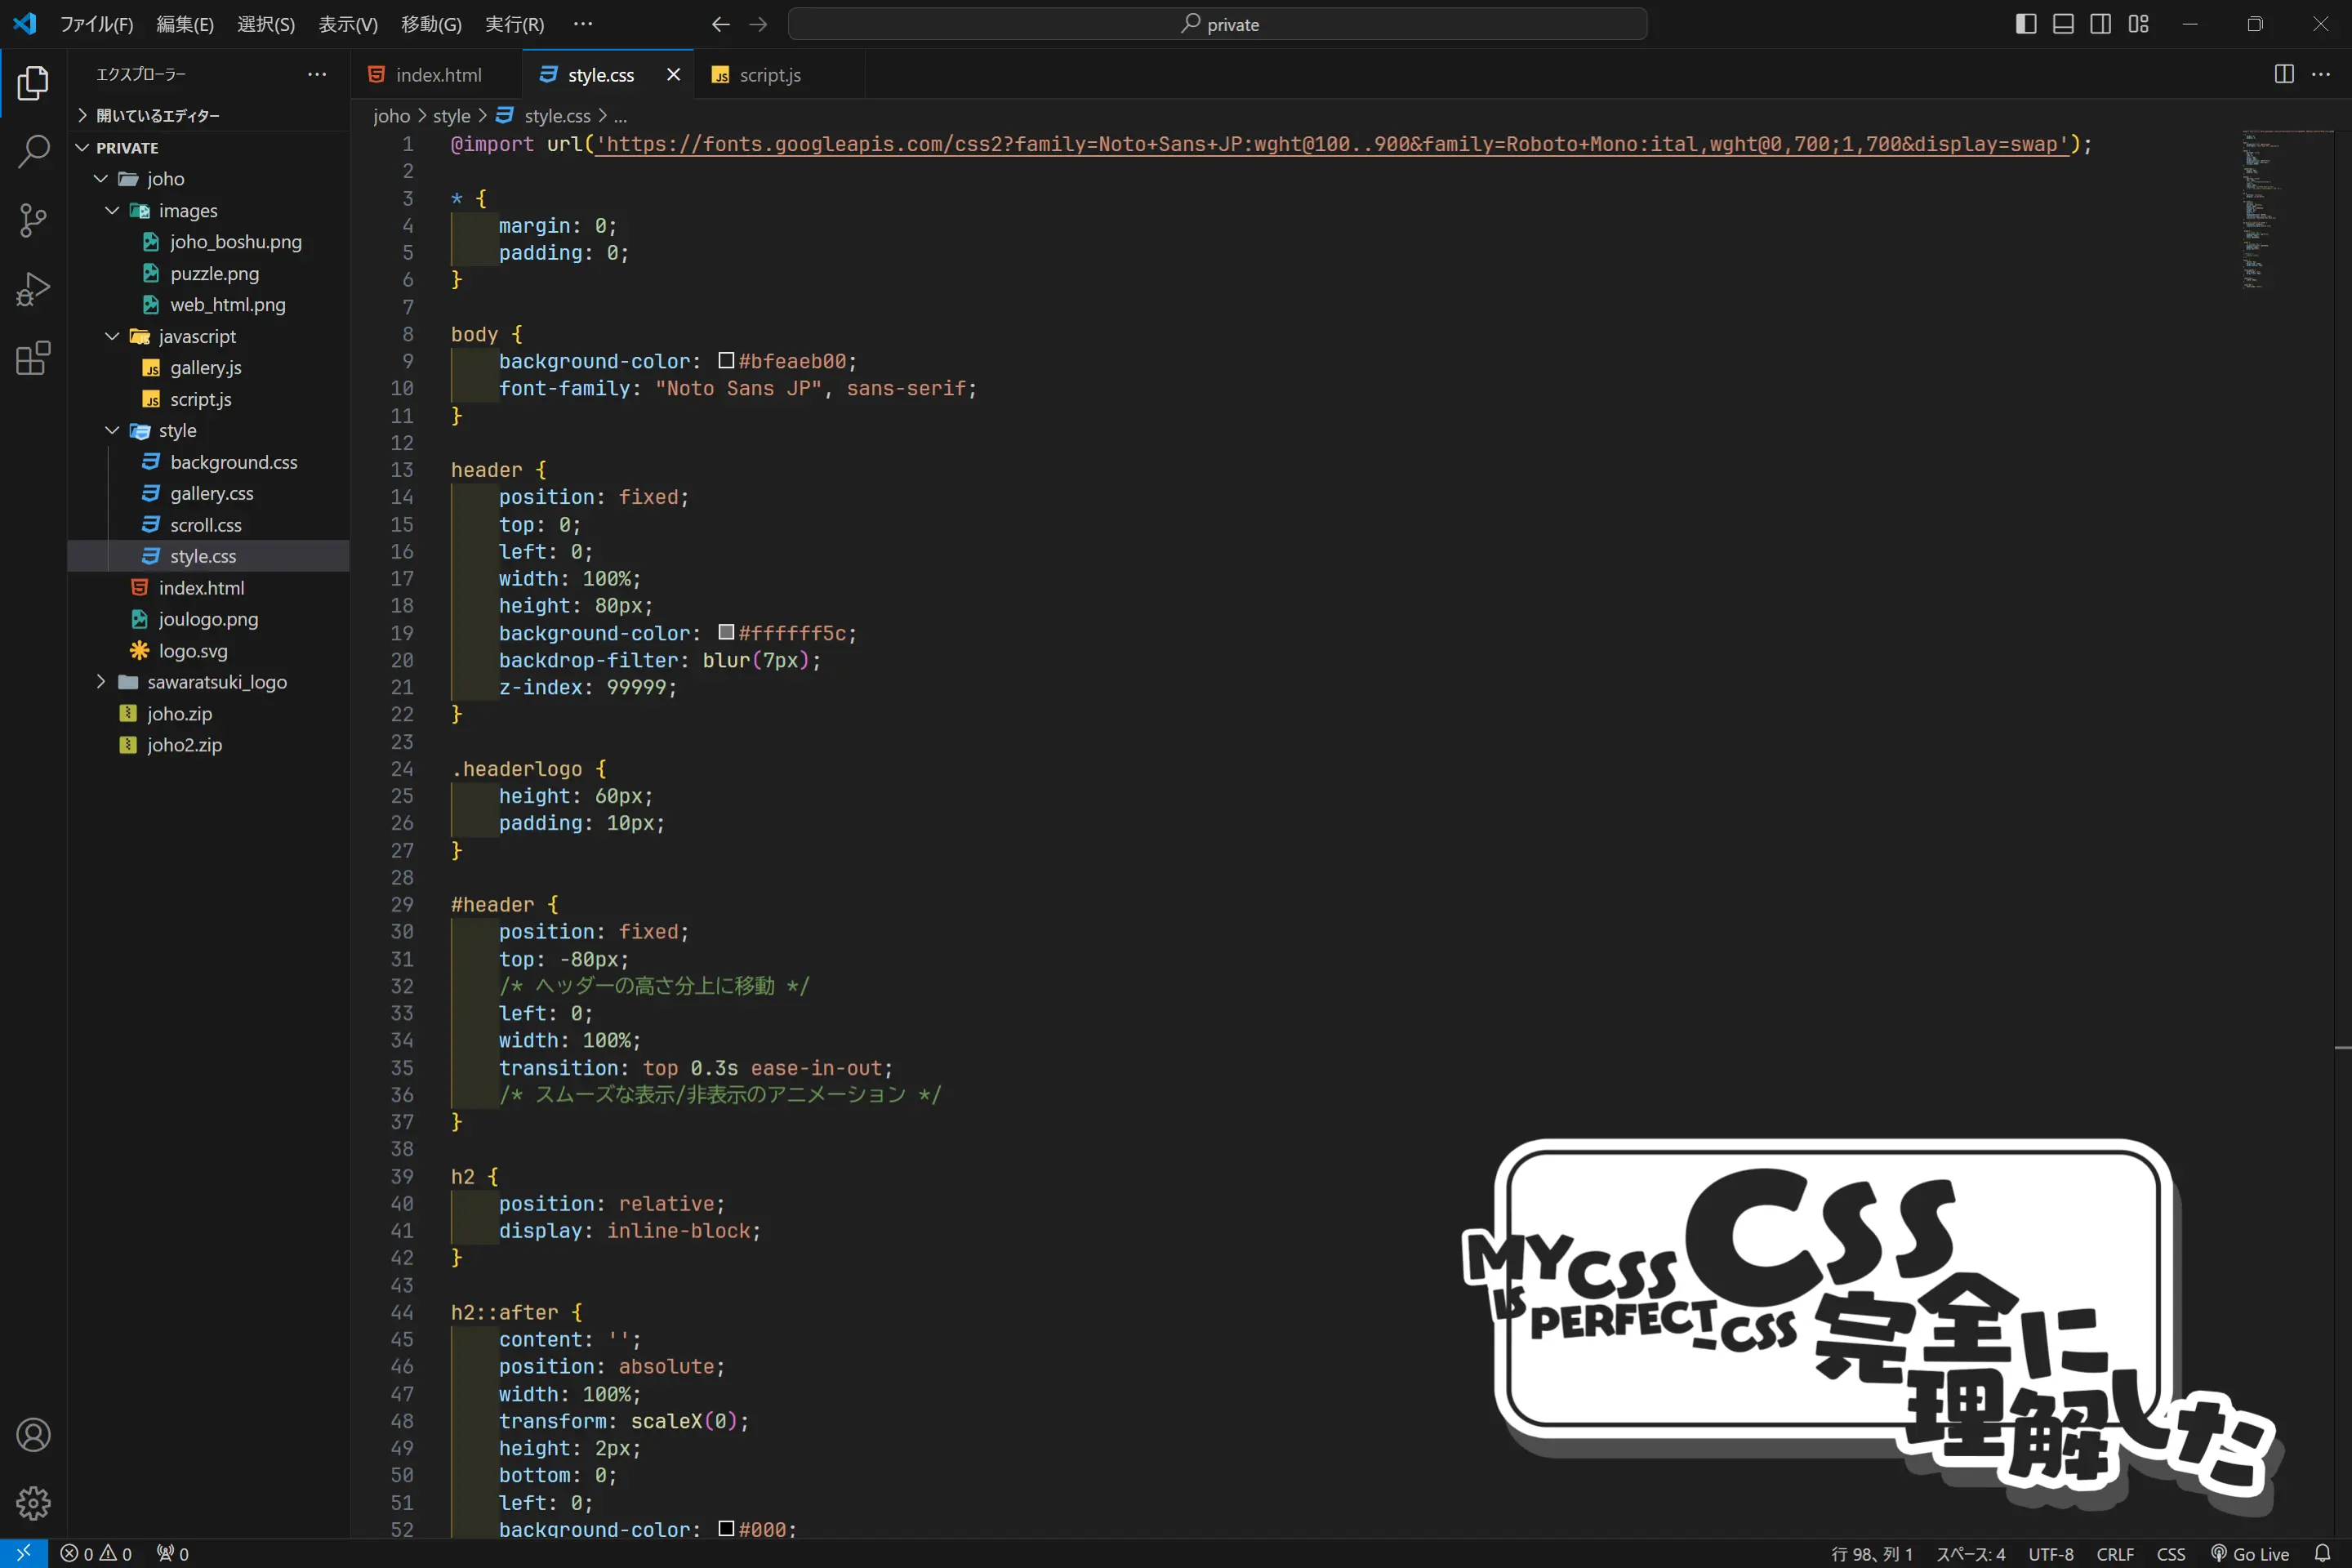 ファイル(F) 編集(E) 選択(S) 表示(V) 移動(G) 実行(R) ··· private
エクスプローラー ···
開いているエディター
PRIVATE
joho
images
joho_boshu.png
puzzle.png
web_html.png
javascript
gallery.js
script.js
style
background.css
gallery.css
scroll.css
style.css
index.html
joulogo.png
logo.svg
sawaratsuki_logo
joho.zip
joho2.zip
index.html style.css script.js
joho > style > style.css > ...
1 @import url('https://fonts.googleapis.com/css2?family=Noto+Sans+JP:wght@100..900&family=Roboto+Mono:ital,wght@0,700;1,700&display=swap');
2
3 * {
4     margin: 0;
5     padding: 0;
6 }
7
8 body {
9     background-color: #bfeaeb00;
10     font-family: "Noto Sans JP", sans-serif;
11 }
12
13 header {
14     position: fixed;
15     top: 0;
16     left: 0;
17     width: 100%;
18     height: 80px;
19     background-color: #ffffff5c;
20     backdrop-filter: blur(7px);
21     z-index: 99999;
22 }
23
24 .headerlogo {
25     height: 60px;
26     padding: 10px;
27 }
28
29 #header {
30     position: fixed;
31     top: -80px;
32     /* ヘッダーの高さ分上に移動 */
33     left: 0;
34     width: 100%;
35     transition: top 0.3s ease-in-out;
36     /* スムーズな表示/非表示のアニメーション */
37 }
38
39 h2 {
40     position: relative;
41     display: inline-block;
42 }
43
44 h2::after {
45     content: '';
46     position: absolute;
47     width: 100%;
48     transform: scaleX(0);
49     height: 2px;
50     bottom: 0;
51     left: 0;
52     background-color: #000;
MY CSS
IS PERFECT_CSS
CSS
完全に
理解した
0 0 0 行 98、列 1 スペース: 4 UTF-8 CRLF CSS Go Live